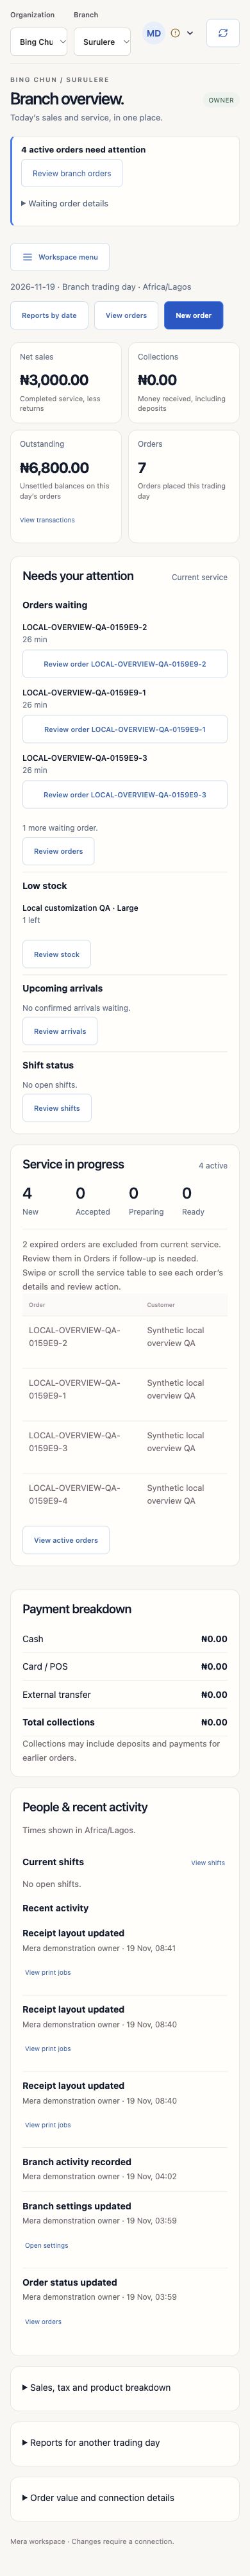 Organization Branch
Bing Chu Surulere MD
BING CHUN / SURULERE
Branch overview.
OWNER
Today's sales and service, in one place.
4 active orders need attention
Review branch orders
Waiting order details
Workspace menu
2026-11-19 · Branch trading day · Africa/Lagos
Reports by date View orders New order
Net sales
₦3,000.00
Completed service, less
returns
Collections
₦0.00
Money received, including
deposits
Outstanding
₦6,800.00
Unsettled balances on this
day's orders
View transactions
Orders
7
Orders placed this trading
day
Needs your attention Current service
Orders waiting
LOCAL-OVERVIEW-QA-0159E9-2
26 min
Review order LOCAL-OVERVIEW-QA-0159E9-2
LOCAL-OVERVIEW-QA-0159E9-1
26 min
Review order LOCAL-OVERVIEW-QA-0159E9-1
LOCAL-OVERVIEW-QA-0159E9-3
26 min
Review order LOCAL-OVERVIEW-QA-0159E9-3
1 more waiting order.
Review orders
Low stock
Local customization QA · Large
1 left
Review stock
Upcoming arrivals
No confirmed arrivals waiting.
Review arrivals
Shift status
No open shifts.
Review shifts
Service in progress 4 active
4 0 0 0
New Accepted Preparing Ready
2 expired orders are excluded from current service.
Review them in Orders if follow-up is needed.
Swipe or scroll the service table to see each order's
details and review action.
Order Customer
LOCAL-OVERVIEW-QA- Synthetic local
0159E9-2 overview QA
LOCAL-OVERVIEW-QA- Synthetic local
0159E9-1 overview QA
LOCAL-OVERVIEW-QA- Synthetic local
0159E9-3 overview QA
LOCAL-OVERVIEW-QA- Synthetic local
0159E9-4 overview QA
View active orders
Payment breakdown
Cash ₦0.00
Card / POS ₦0.00
External transfer ₦0.00
Total collections ₦0.00
Collections may include deposits and payments for
earlier orders.
People & recent activity
Times shown in Africa/Lagos.
Current shifts View shifts
No open shifts.
Recent activity
Receipt layout updated
Mera demonstration owner · 19 Nov, 08:41
View print jobs
Receipt layout updated
Mera demonstration owner · 19 Nov, 08:40
View print jobs
Receipt layout updated
Mera demonstration owner · 19 Nov, 08:40
View print jobs
Branch activity recorded
Mera demonstration owner · 19 Nov, 04:02
Branch settings updated
Mera demonstration owner · 19 Nov, 03:59
Open settings
Order status updated
Mera demonstration owner · 19 Nov, 03:59
View orders
Sales, tax and product breakdown
Reports for another trading day
Order value and connection details
Mera workspace · Changes require a connection.